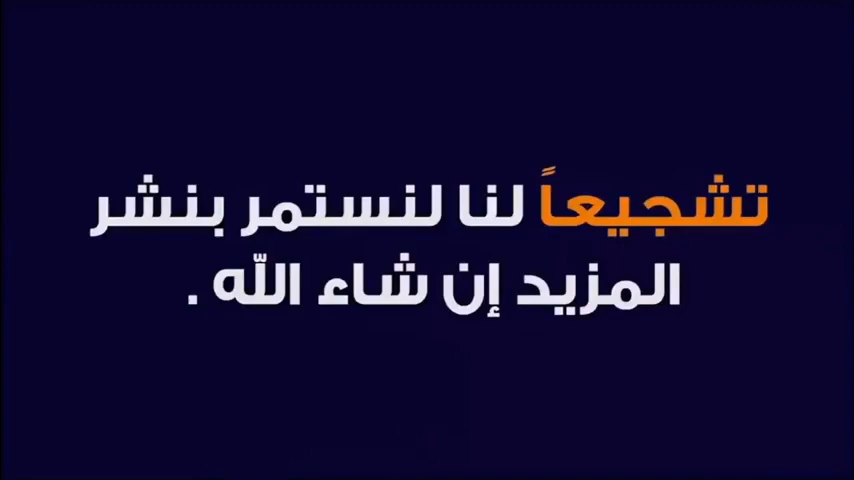 تشجيعاً لنا لنستمر بنشر
المزيد إن شاء اللّه .